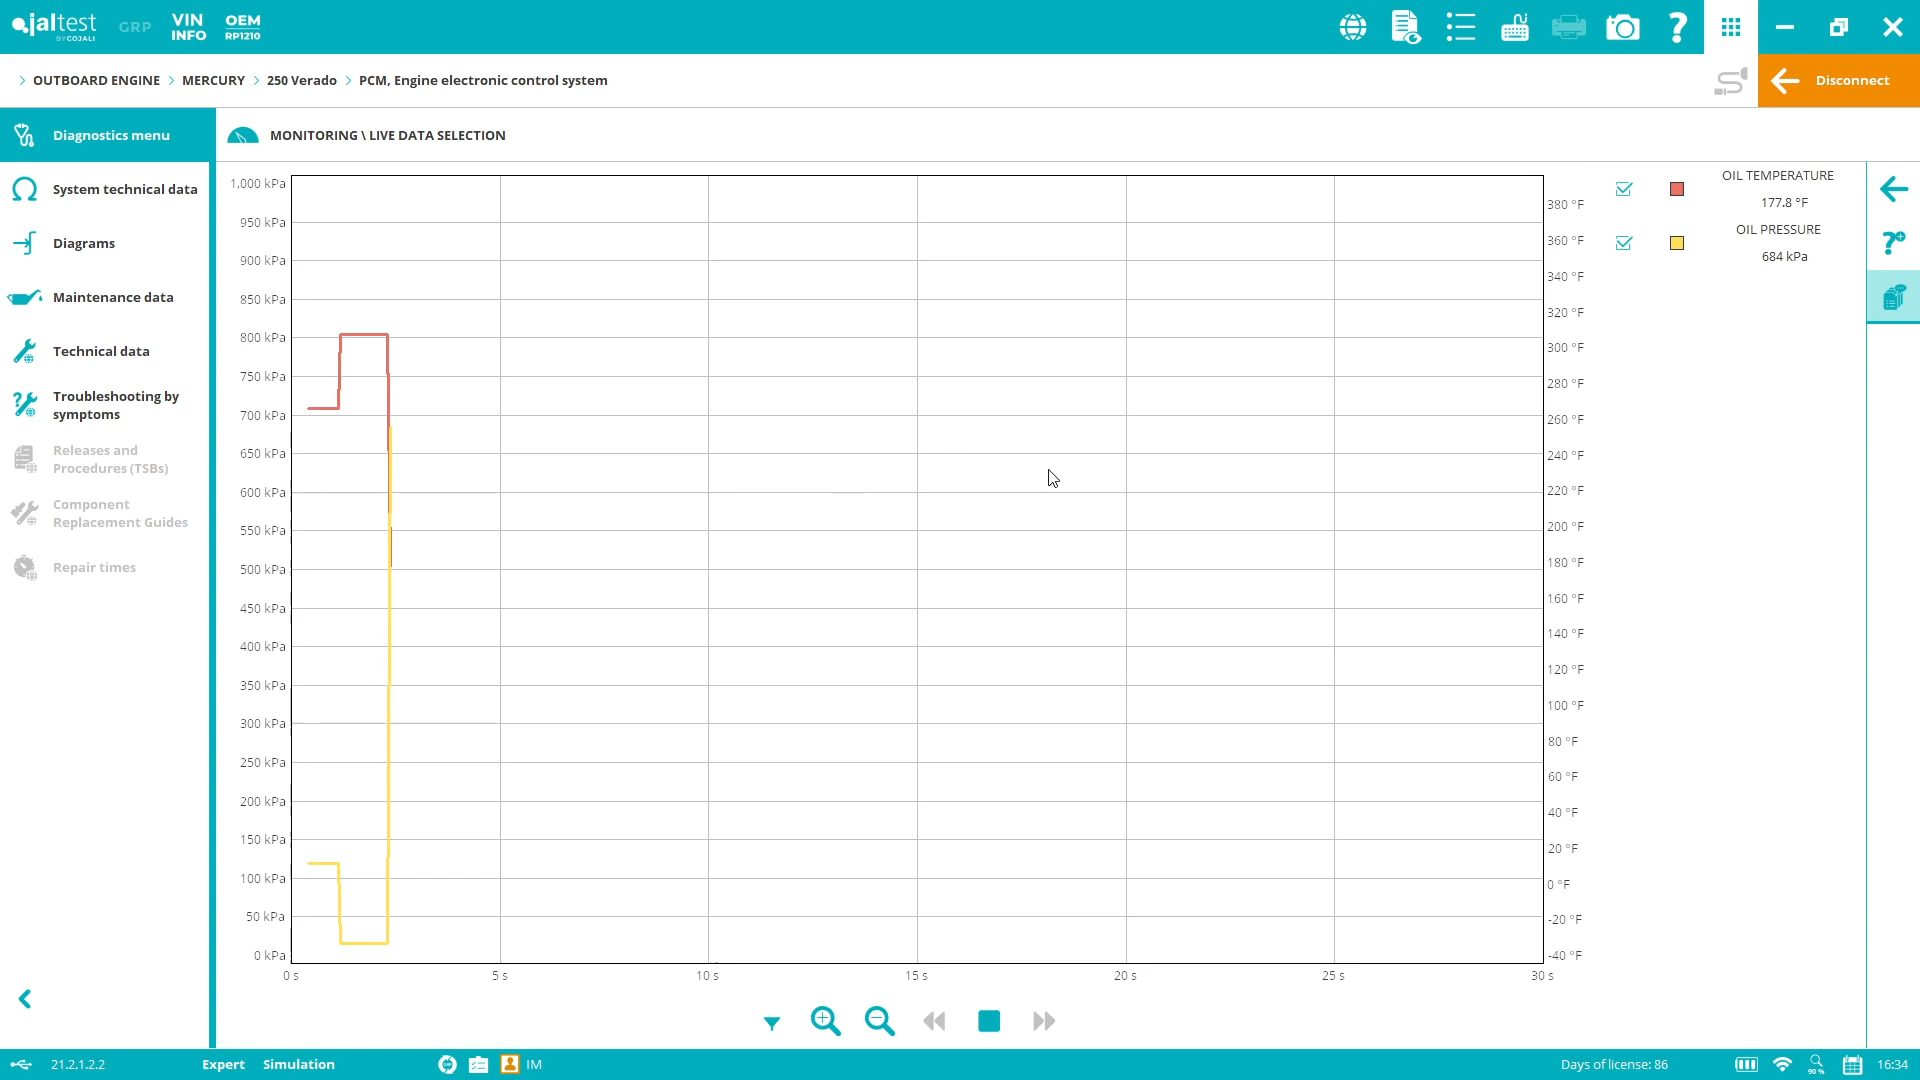 jaltest
BY COJALI
GRP
VIN
INFO
OEM
RP1210
OUTBOARD ENGINE
MERCURY
250 Verado
PCM, Engine electronic control system
Disconnect
Diagnostics menu
MONITORING \ LIVE DATA SELECTION
System technical data
Diagrams
Maintenance data
Technical data
Troubleshooting by
symptoms
Releases and
Procedures (TSBs)
Component
Replacement Guides
Repair times
1,000 kPa
950 kPa
900 kPa
850 kPa
800 kPa
750 kPa
700 kPa
650 kPa
600 kPa
550 kPa
500 kPa
450 kPa
400 kPa
350 kPa
300 kPa
250 kPa
200 kPa
150 kPa
100 kPa
50 kPa
0 kPa
0 s
5 s
10 s
15 s
20 s
25 s
30 s
380 °F
360 °F
340 °F
320 °F
300 °F
280 °F
260 °F
240 °F
220 °F
200 °F
180 °F
160 °F
140 °F
120 °F
100 °F
80 °F
60 °F
40 °F
20 °F
0 °F
-20 °F
-40 °F
OIL TEMPERATURE
177.8 °F
OIL PRESSURE
684 kPa
21.2.1.2.2
Expert
Simulation
IM
Days of license: 86
90 %
16:34